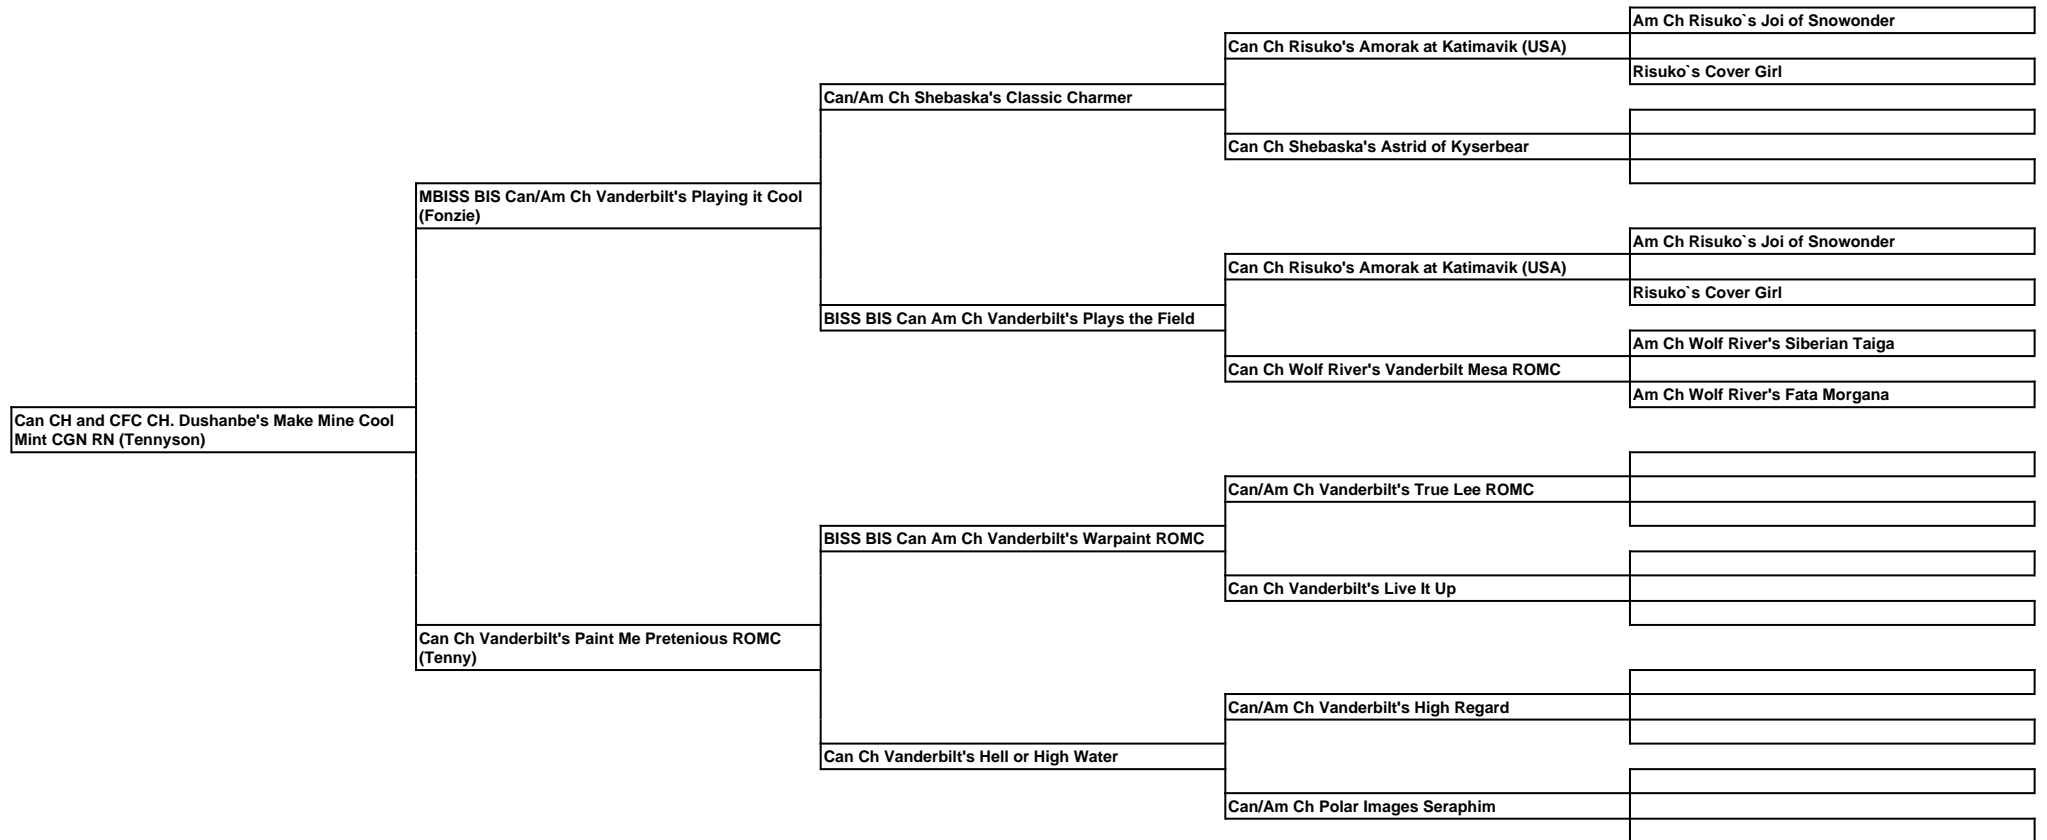 Am Ch Risuko`s Joi of Snowonder
Can Ch Risuko's Amorak at Katimavik (USA)
Risuko`s Cover Girl
Can/Am Ch Shebaska's Classic Charmer
Can Ch Shebaska's Astrid of Kyserbear
MBISS BIS Can/Am Ch Vanderbilt's Playing it Cool
(Fonzie)
Am Ch Risuko`s Joi of Snowonder
Can Ch Risuko's Amorak at Katimavik (USA)
Risuko`s Cover Girl
BISS BIS Can Am Ch Vanderbilt's Plays the Field
Am Ch Wolf River's Siberian Taiga
Can Ch Wolf River's Vanderbilt Mesa ROMC
Am Ch Wolf River's Fata Morgana
Can CH and CFC CH. Dushanbe's Make Mine Cool
Mint CGN RN (Tennyson)
Can/Am Ch Vanderbilt's True Lee ROMC
BISS BIS Can Am Ch Vanderbilt's Warpaint ROMC
Can Ch Vanderbilt's Live It Up
Can Ch Vanderbilt's Paint Me Pretenious ROMC
(Tenny)
Can/Am Ch Vanderbilt's High Regard
Can Ch Vanderbilt's Hell or High Water
Can/Am Ch Polar Images Seraphim